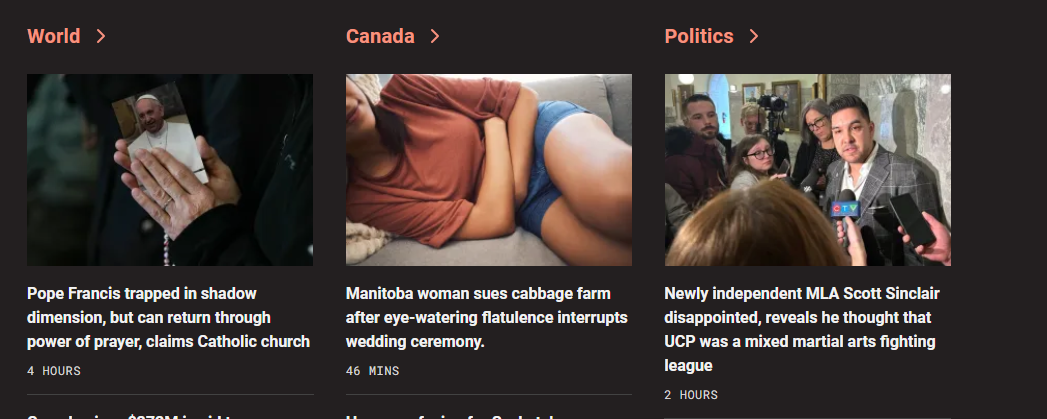 World >
Canada >
Politics >
Pope Francis trapped in shadow
dimension, but can return through
power of prayer, claims Catholic church
4 HOURS
Manitoba woman sues cabbage farm
after eye-watering flatulence interrupts
wedding ceremony.
46 MINS
CTV
Newly independent MLA Scott Sinclair
disappointed, reveals he thought that
UCP was a mixed martial arts fighting
league
2 HOURS